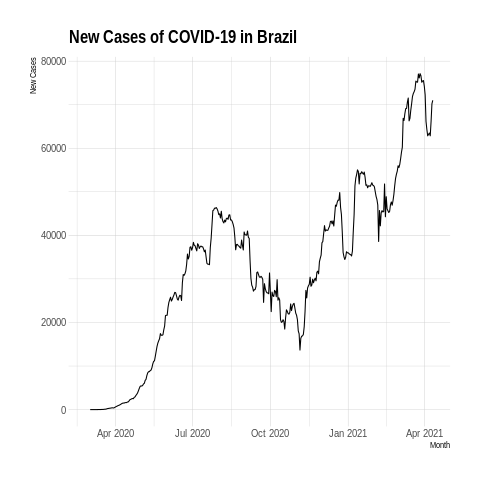 New Cases of COVID-19 in Brazil
New Cases
80000
60000
40000
20000
0
Apr 2020 Jul 2020 Oct 2020 Jan 2021 Apr 2021
Month